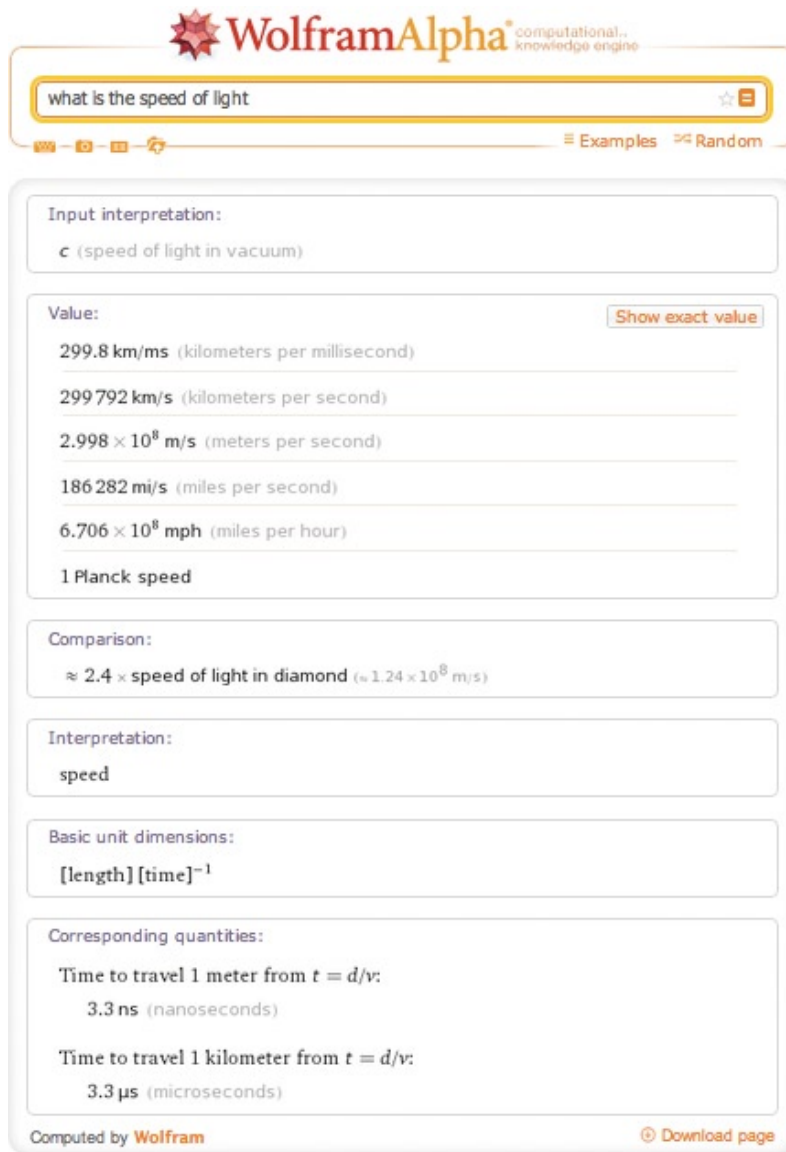 WolframAlpha computational knowledge engine
what is the speed of light
Examples Random
Input interpretation:
c (speed of light in vacuum)
Value: Show exact value
299.8 km/ms (kilometers per millisecond)
299792 km/s (kilometers per second)
2.998 × 10⁸ m/s (meters per second)
186282 mi/s (miles per second)
6.706 × 10⁸ mph (miles per hour)
1 Planck speed
Comparison:
≈ 2.4 × speed of light in diamond (≈ 1.24 × 10⁸ m/s)
Interpretation:
speed
Basic unit dimensions:
[length] [time]⁻¹
Corresponding quantities:
Time to travel 1 meter from t = d/v:
3.3 ns (nanoseconds)
Time to travel 1 kilometer from t = d/v:
3.3 µs (microseconds)
Computed by Wolfram Download page